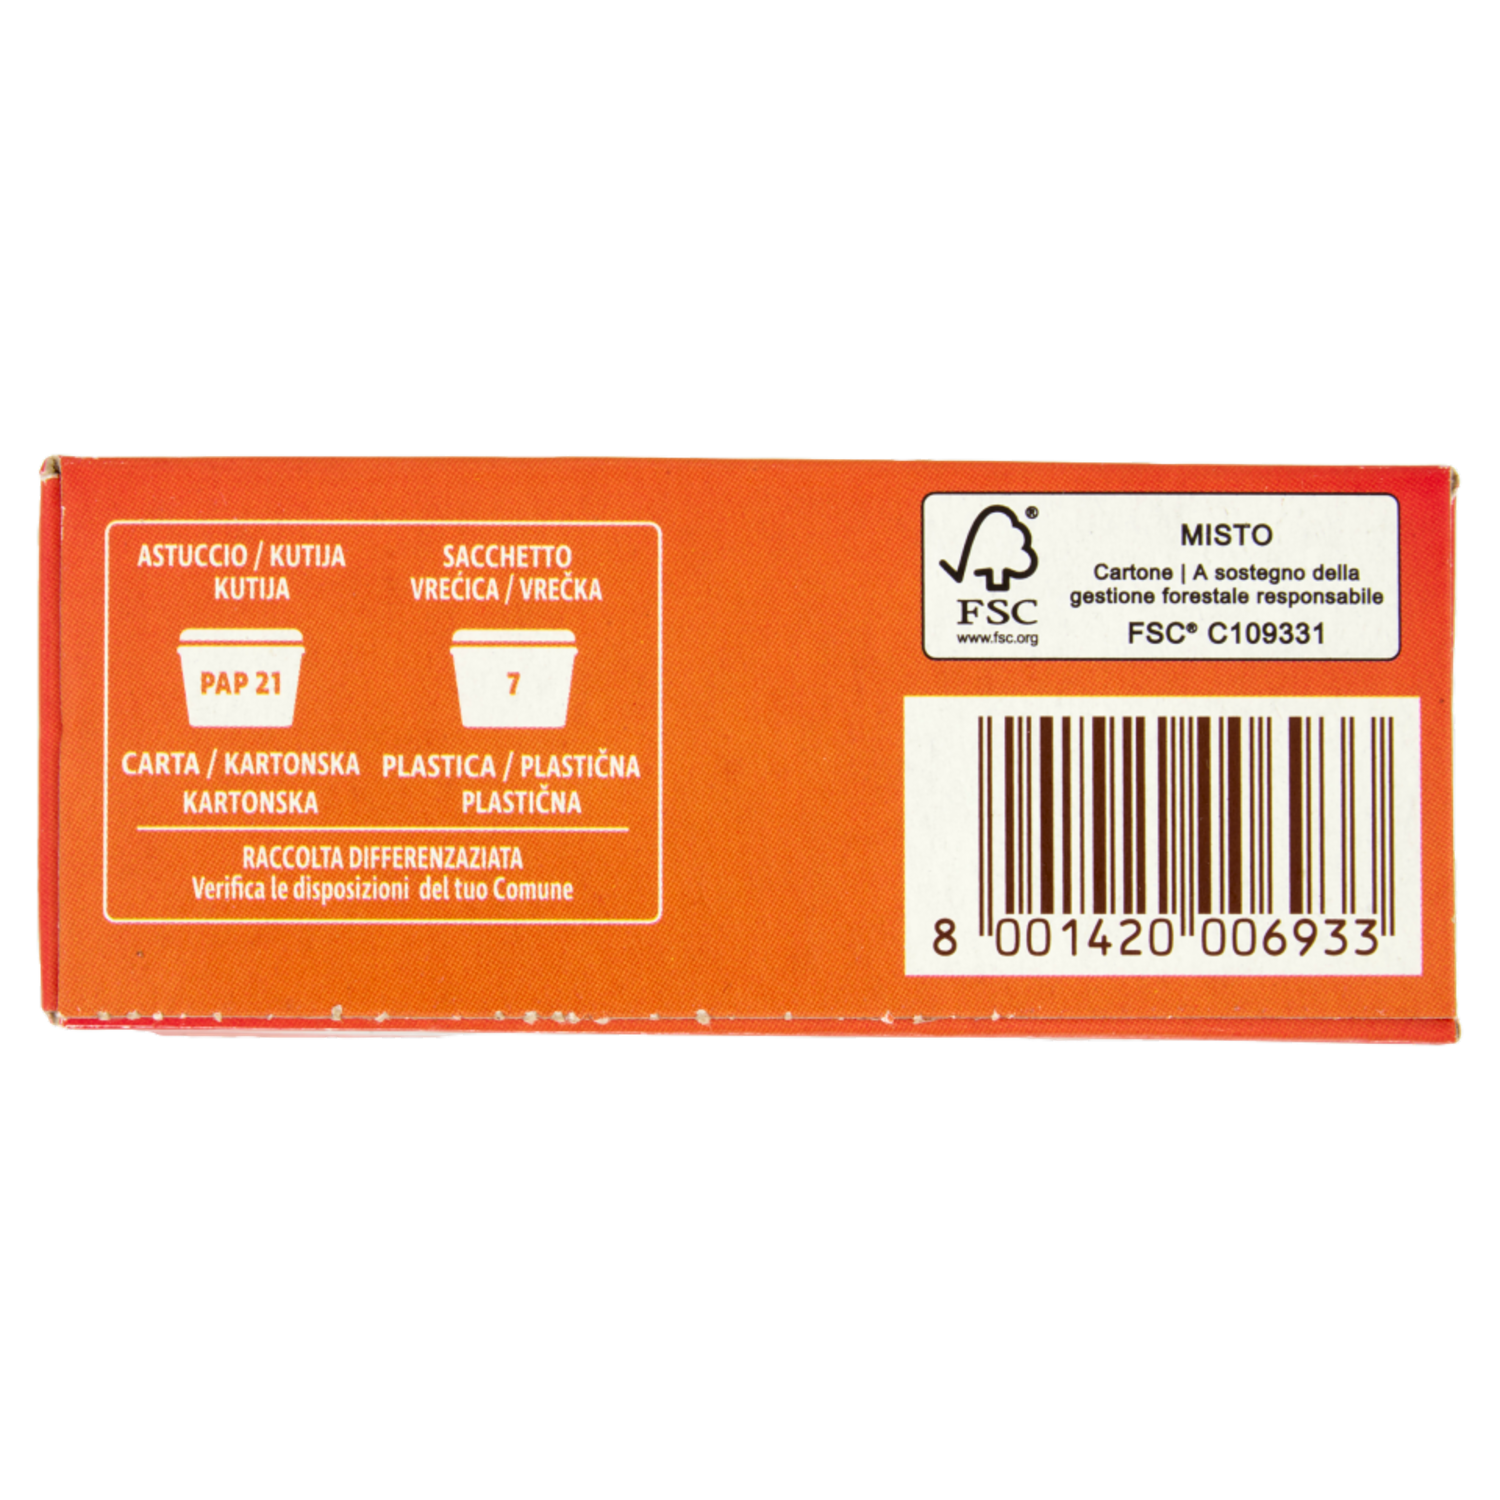 ASTUCCIO / KUTIJA
KUTIJA
PAP 21
CARTA / KARTONSKA
KARTONSKA
SACCHETTO
VREĆICA / VREČKA
7
PLASTICA / PLASTIČNA
PLASTIČNA
RACCOLTA DIFFERENZIATA
Verifica le disposizioni del tuo Comune
®
FSC
www.fsc.org
MISTO
Cartone | A sostegno della
gestione forestale responsabile
FSC® C109331
8 001420 006933